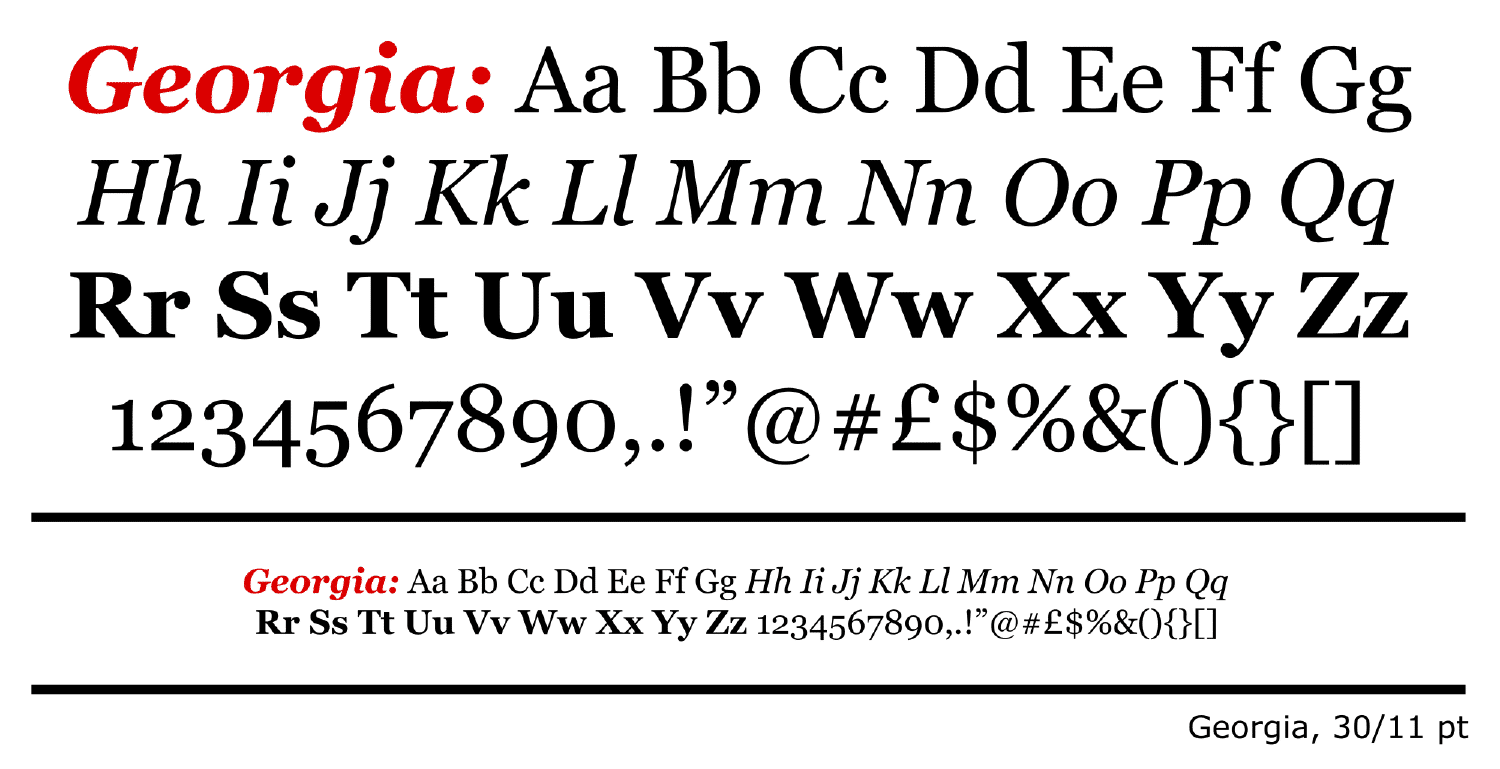 Georgia: Aa Bb Cc Dd Ee Ff Gg
Hh Ii Jj Kk Ll Mm Nn Oo Pp Qq
Rr Ss Tt Uu Vv Ww Xx Yy Zz
1234567890,.!”@#£$%&(){}[]
Georgia: Aa Bb Cc Dd Ee Ff Gg Hh Ii Jj Kk Ll Mm Nn Oo Pp Qq
Rr Ss Tt Uu Vv Ww Xx Yy Zz 1234567890,.!”@#£$%&(){}[]
Georgia, 30/11 pt